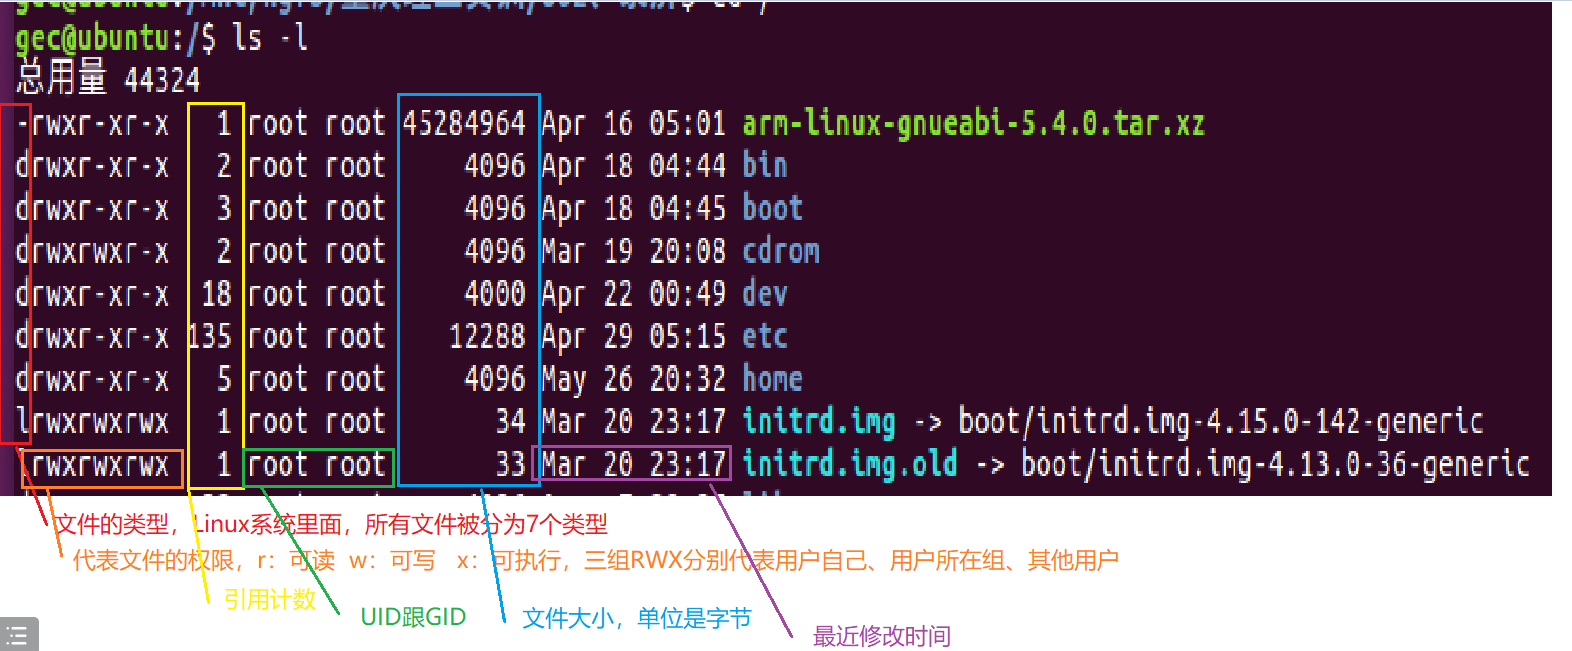 gec@ubuntu:/$ ls -l
总用量 44324
-rwxr-xr-x 1 root root 45284964 Apr 16 05:01 arm-linux-gnueabi-5.4.0.tar.xz
drwxr-xr-x 2 root root 4096 Apr 18 04:44 bin
drwxr-xr-x 3 root root 4096 Apr 18 04:45 boot
drwxrwxr-x 2 root root 4096 Mar 19 20:08 cdrom
drwxr-xr-x 18 root root 4000 Apr 22 00:49 dev
drwxr-xr-x 135 root root 12288 Apr 29 05:15 etc
drwxr-xr-x 5 root root 4096 May 26 20:32 home
lrwxrwxrwx 1 root root 34 Mar 20 23:17 initrd.img -> boot/initrd.img-4.15.0-142-generic
lrwxrwxrwx 1 root root 33 Mar 20 23:17 initrd.img.old -> boot/initrd.img-4.13.0-36-generic
文件的类型，Linux系统里面，所有文件被分为7个类型
代表文件的权限，r：可读 w：可写 x：可执行，三组RWX分别代表用户自己、用户所在组、其他用户
引用计数
UID跟GID
文件大小，单位是字节
最近修改时间